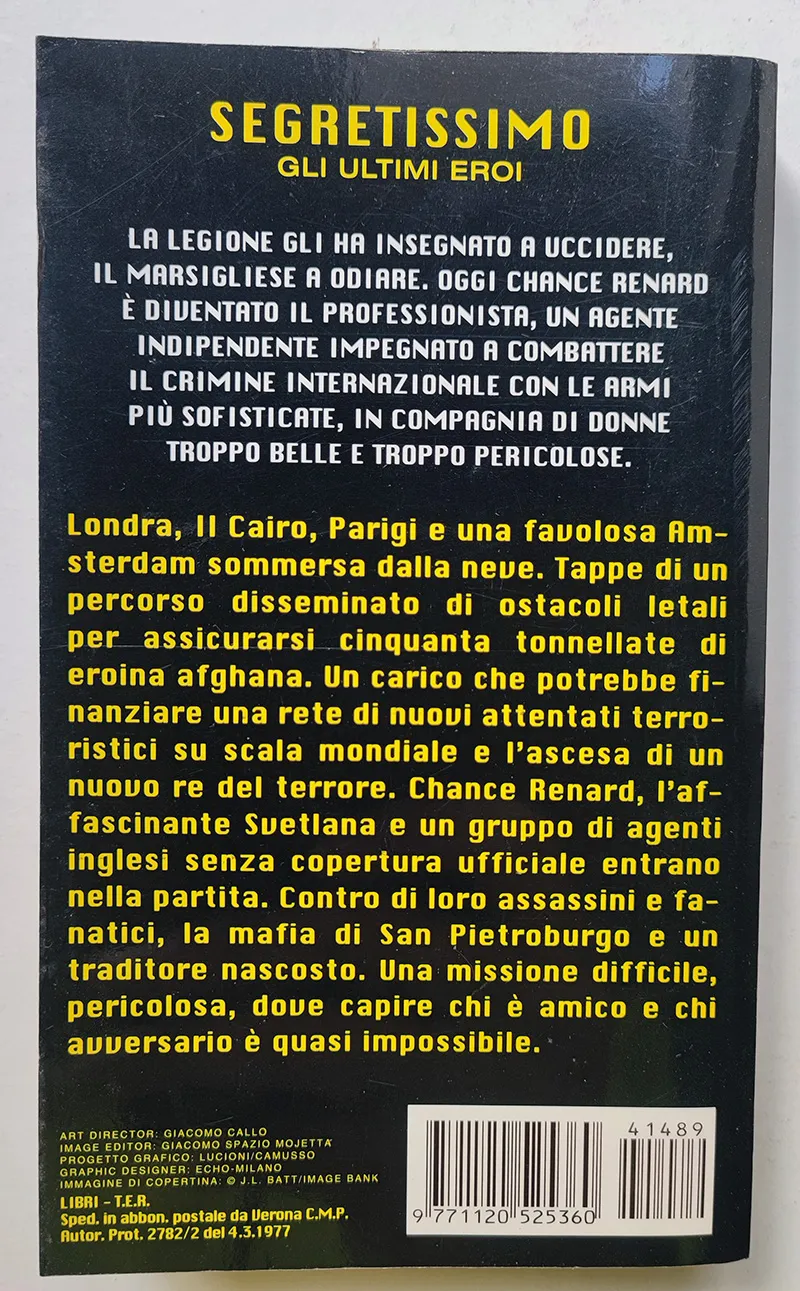 SEGRETISSIMO
GLI ULTIMI EROI
LA LEGIONE GLI HA INSEGNATO A UCCIDERE,
IL MARSIGLIESE A ODIARE. OGGI CHANCE RENARD
È DIVENTATO IL PROFESSIONISTA, UN AGENTE
INDIPENDENTE IMPEGNATO A COMBATTERE
IL CRIMINE INTERNAZIONALE CON LE ARMI
PIÙ SOFISTICATE, IN COMPAGNIA DI DONNE
TROPPO BELLE E TROPPO PERICOLOSE.
Londra, Il Cairo, Parigi e una favolosa Am-
sterdam sommersa dalla neve. Tappe di un
percorso disseminato di ostacoli letali
per assicurarsi cinquanta tonnellate di
eroina afghana. Un carico che potrebbe fi-
nanziare una rete di nuovi attentati terro-
ristici su scala mondiale e l'ascesa di un
nuovo re del terrore. Chance Renard, l'af-
fascinante Svetlana e un gruppo di agenti
inglesi senza copertura ufficiale entrano
nella partita. Contro di loro assassini e fa-
natici, la mafia di San Pietroburgo e un
traditore nascosto. Una missione difficile,
pericolosa, dove capire chi è amico e chi
avversario è quasi impossibile.
ART DIRECTOR: GIACOMO CALLO
IMAGE EDITOR: GIACOMO SPAZIO MOJETTA
PROGETTO GRAFICO: LUCIONI/CAMUSSO
GRAPHIC DESIGNER: ECHO-MILANO
IMMAGINE DI COPERTINA: © J.L. BATT/IMAGE BANK
LIBRI - T.E.R.
Sped. in abbon. postale da Verona C.M.P.
Autor. Prot. 2782/2 del 4.3.1977
41489
9 771120 525360